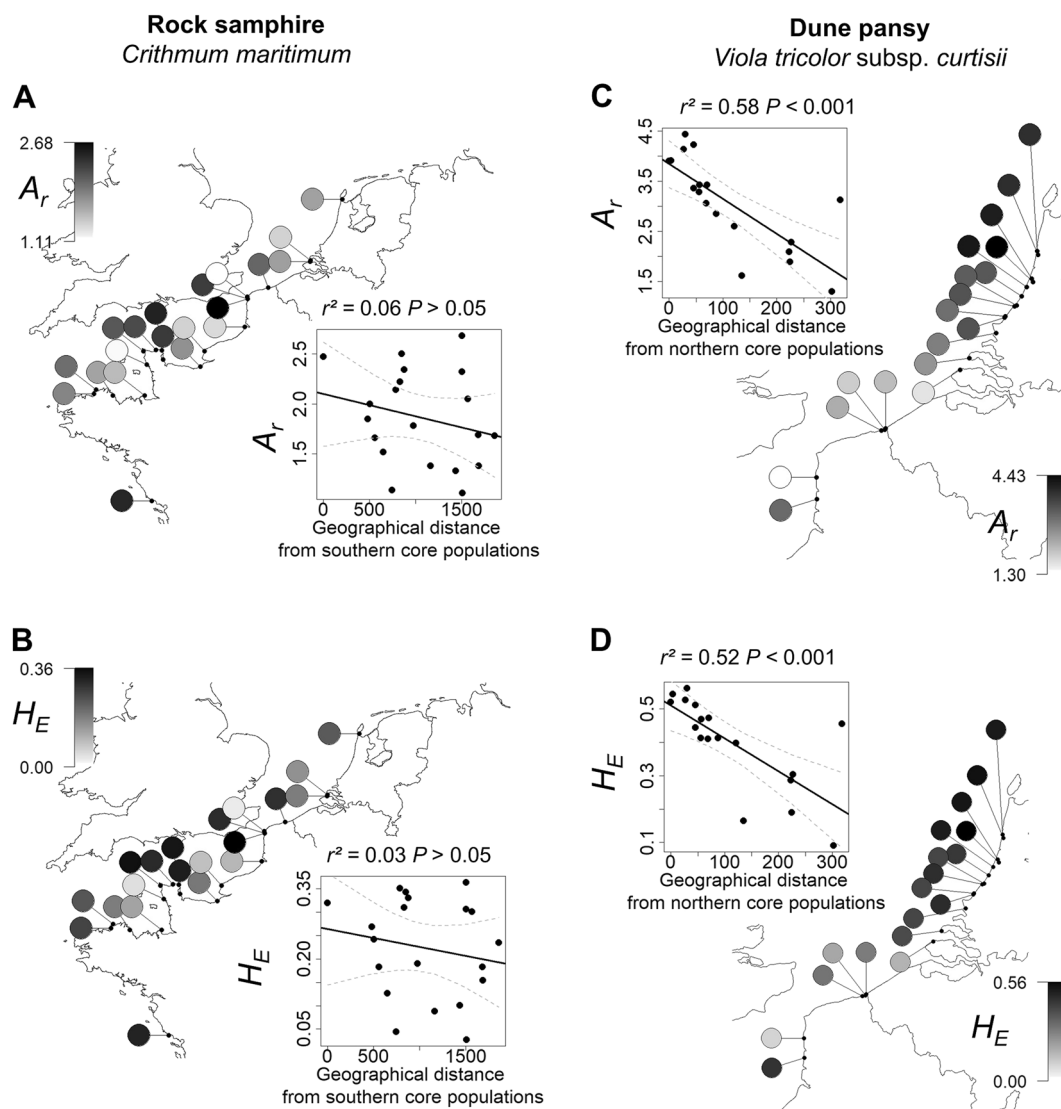 Rock samphire
Crithmum maritimum
Dune pansy
Viola tricolor subsp. curtisii
A
2.68
Ar
1.11
r² = 0.06 P > 0.05
2.5
2.0
1.5
Ar
0 500 1500
Geographical distance
from southern core populations
C
r² = 0.58 P < 0.001
4.5
3.5
2.5
1.5
Ar
0 100 200 300
Geographical distance
from northern core populations
4.43
Ar
1.30
B
0.36
HE
0.00
r² = 0.03 P > 0.05
0.35
0.20
0.05
HE
0 500 1500
Geographical distance
from southern core populations
D
r² = 0.52 P < 0.001
0.5
0.3
0.1
HE
0 100 200 300
Geographical distance
from northern core populations
0.56
HE
0.00